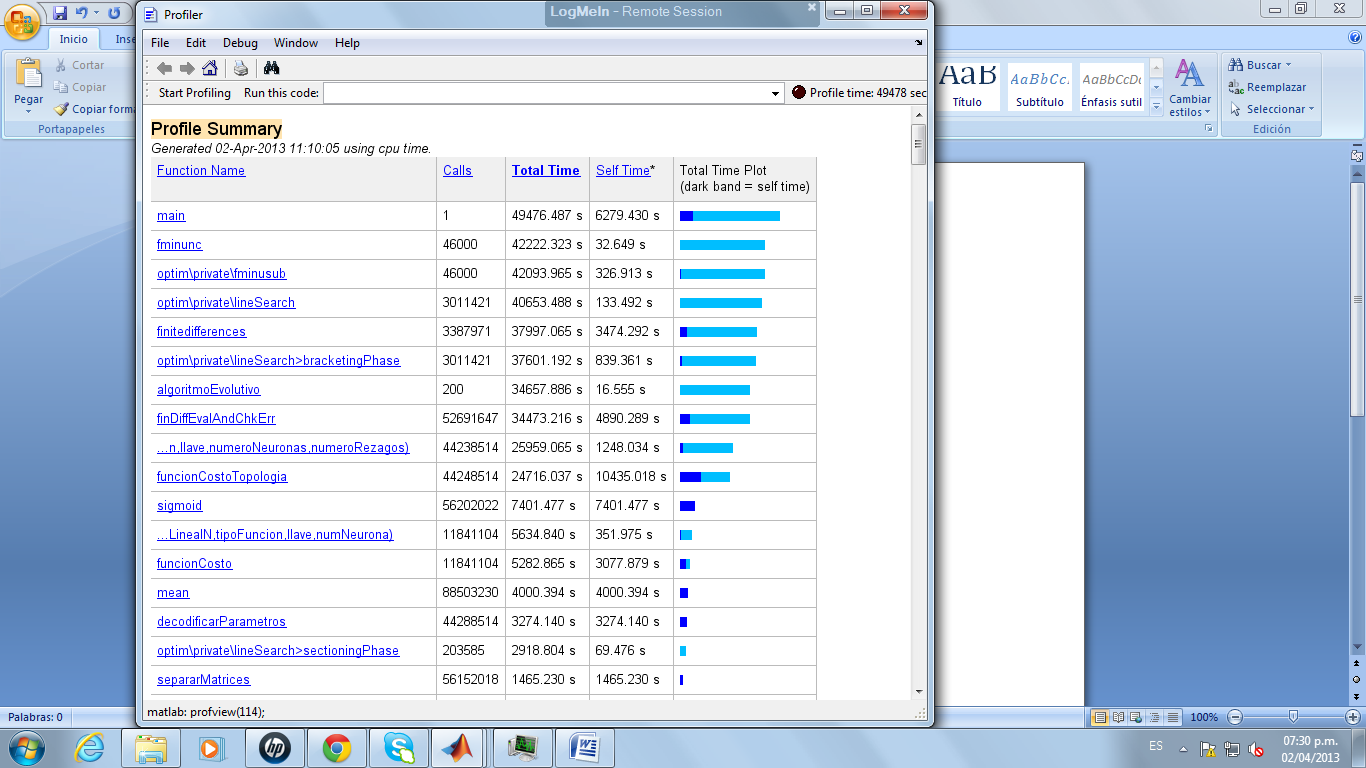 Profiler
LogMeIn - Remote Session
File Edit Debug Window Help
Start Profiling Run this code: Profile time: 49478 sec
Profile Summary
Generated 02-Apr-2013 11:10:05 using cpu time.
Function Name Calls Total Time Self Time* Total Time Plot
(dark band = self time)
main 1 49476.487 s 6279.430 s
fminunc 46000 42222.323 s 32.649 s
optim\private\fminusub 46000 42093.965 s 326.913 s
optim\private\lineSearch 3011421 40653.488 s 133.492 s
finitedifferences 3387971 37997.065 s 3474.292 s
optim\private\lineSearch>bracketingPhase 3011421 37601.192 s 839.361 s
algoritmoEvolutivo 200 34657.886 s 16.555 s
finDiffEvalAndChkErr 52691647 34473.216 s 4890.289 s
...n,llave,numeroNeuronas,numeroRezagos) 44238514 25959.065 s 1248.034 s
funcionCostoTopologia 44248514 24716.037 s 10435.018 s
sigmoid 56202022 7401.477 s 7401.477 s
...LinealN,tipoFuncion,llave,numNeurona) 11841104 5634.840 s 351.975 s
funcionCosto 11841104 5282.865 s 3077.879 s
mean 88503230 4000.394 s 4000.394 s
decodificarParametros 44288514 3274.140 s 3274.140 s
optim\private\lineSearch>sectioningPhase 203585 2918.804 s 69.476 s
separarMatrices 56152018 1465.230 s 1465.230 s
matlab: profview(114);
Inicio Inse
Pegar
Cortar
Copiar
Copiar forma
Portapapeles
AaB AaBbCc. AaBbCcDc
Título Subtítulo Énfasis sutil
Cambiar
estilos
Buscar
Reemplazar
Seleccionar
Edición
Palabras: 0
100%
hp
ES
07:30 p.m.
02/04/2013